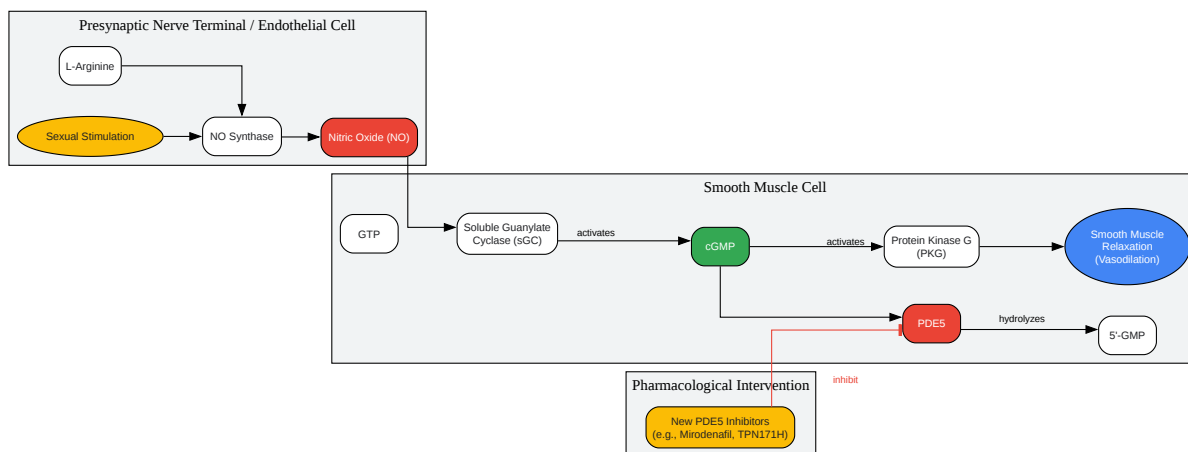 Presynaptic Nerve Terminal / Endothelial Cell
L-Arginine
Sexual Stimulation
NO Synthase
Nitric Oxide (NO)
Smooth Muscle Cell
GTP
Soluble Guanylate
Cyclase (sGC)
activates
cGMP
activates
Protein Kinase G
(PKG)
Smooth Muscle
Relaxation
(Vasodilation)
PDE5
hydrolyzes
5'-GMP
Pharmacological Intervention
inhibit
New PDE5 Inhibitors
(e.g., Mirodenafil, TPN171H)